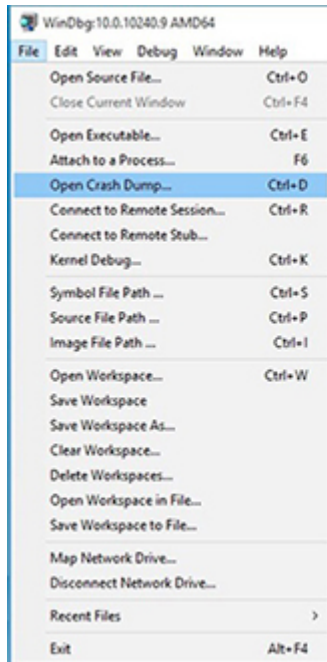 WinDbg:10.0.10240.9 AMD64
File Edit View Debug Window Help
Open Source File... Ctrl+O
Close Current Window Ctrl+F4
Open Executable... Ctrl+E
Attach to a Process... F6
Open Crash Dump... Ctrl+D
Connect to Remote Session... Ctrl+R
Connect to Remote Stub...
Kernel Debug... Ctrl+K
Symbol File Path ... Ctrl+S
Source File Path ... Ctrl+P
Image File Path ... Ctrl+I
Open Workspace... Ctrl+W
Save Workspace
Save Workspace As...
Clear Workspace...
Delete Workspaces...
Open Workspace in File...
Save Workspace to File...
Map Network Drive...
Disconnect Network Drive...
Recent Files >
Exit Alt+F4